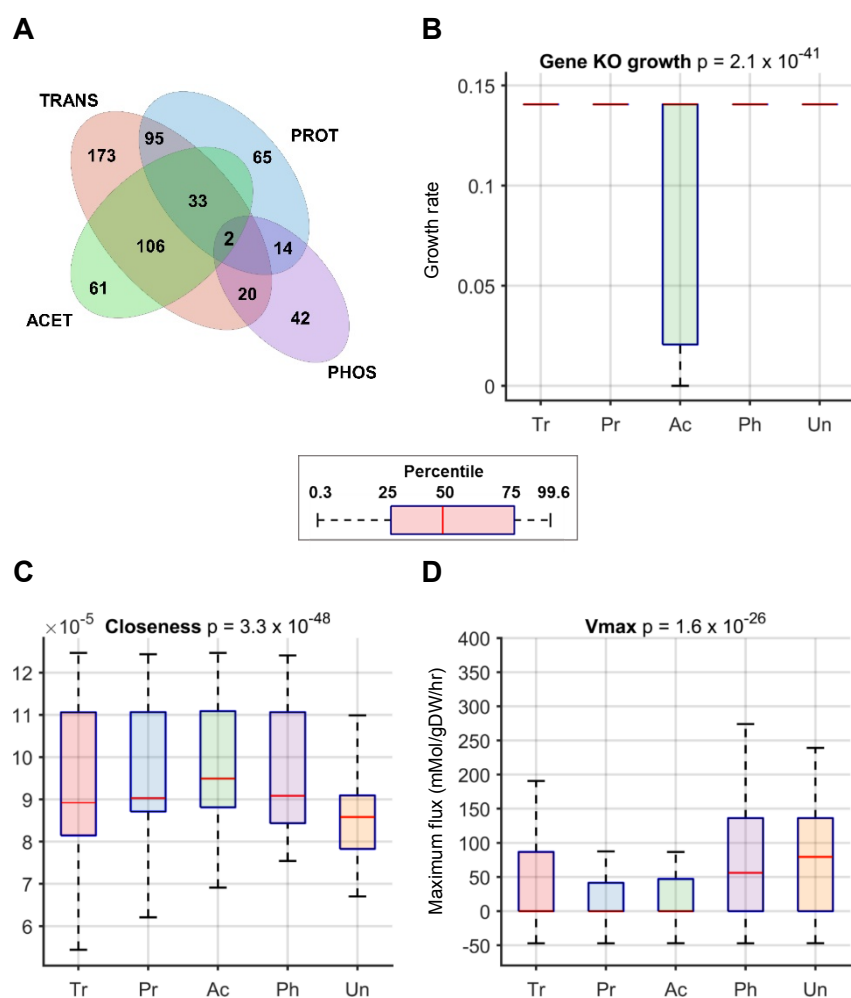 A
TRANS
PROT
ACET
PHOS
173
95
65
33
106
2
14
61
20
42
B
Gene KO growth p = 2.1 x 10-41
Growth rate
0.15
0.1
0.05
0
Tr Pr Ac Ph Un
Percentile
0.3 25 50 75 99.6
C
×10-5 Closeness p = 3.3 x 10-48
12
11
10
9
8
7
6
Tr Pr Ac Ph Un
D
Vmax p = 1.6 x 10-26
Maximum flux (mMol/gDW/hr)
400
350
300
250
200
150
100
50
0
-50
Tr Pr Ac Ph Un